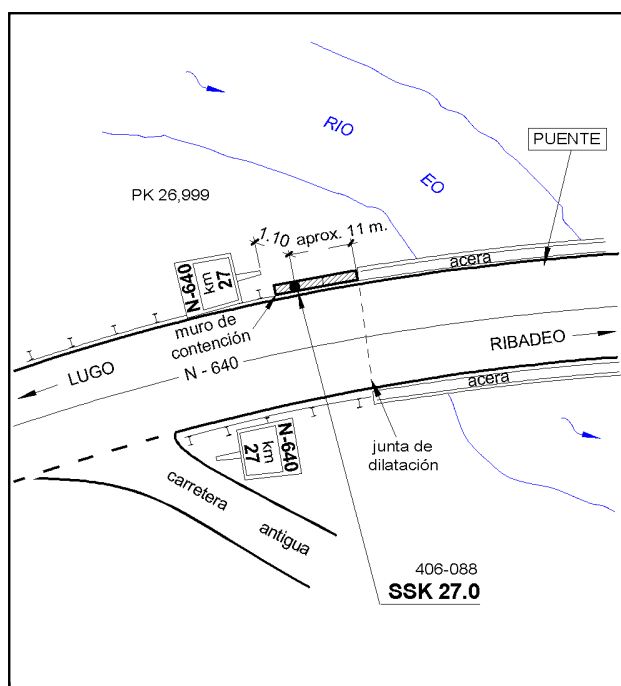 RIO
EO
PUENTE
PK 26,999
1.10 aprox. 11 m.
N-640
km
27
acera
muro de
contención
LUGO
N - 640
RIBADEO
acera
N-640
km
27
junta de
dilatación
carretera
antigua
406-088
SSK 27.0